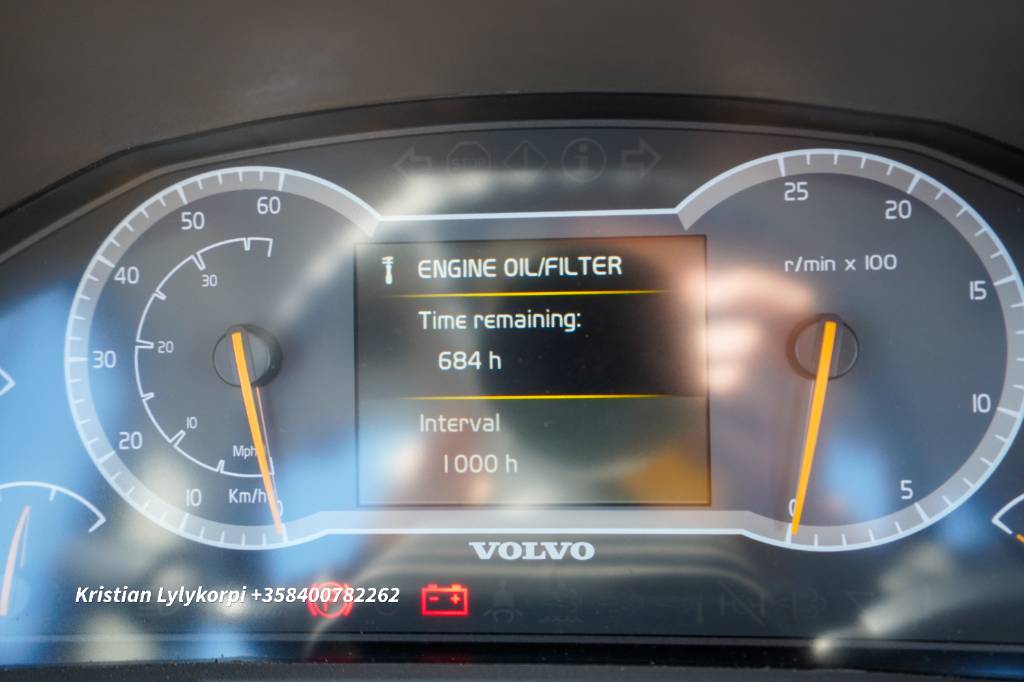 ENGINE OIL/FILTER
Time remaining:
684 h
Interval
1000 h
60
50
40
30
20
10
30
20
10
Mph
Km/h
0
25
20
15
10
5
0
r/min x 100
VOLVO
Kristian Lylykorpi +358400782262